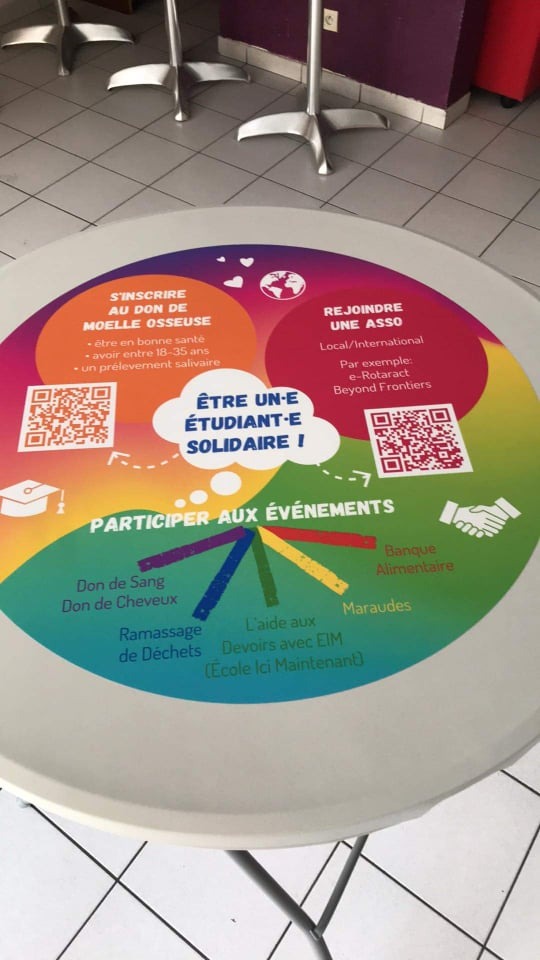 S'INSCRIRE
AU DON DE
MOELLE OSSEUSE
• être en bonne santé
• avoir entre 18-35 ans
• un prélevement salivaire
REJOINDRE
UNE ASSO
Local/International
Par exemple:
e-Rotaract
Beyond Frontiers
ÊTRE UN·E
ÉTUDIANT·E
SOLIDAIRE !
PARTICIPER AUX ÉVÉNEMENTS
Don de Sang
Don de Cheveux
Ramassage
de Déchets
L'aide aux
Devoirs avec EIM
(École Ici Maintenant)
Maraudes
Banque
Alimentaire